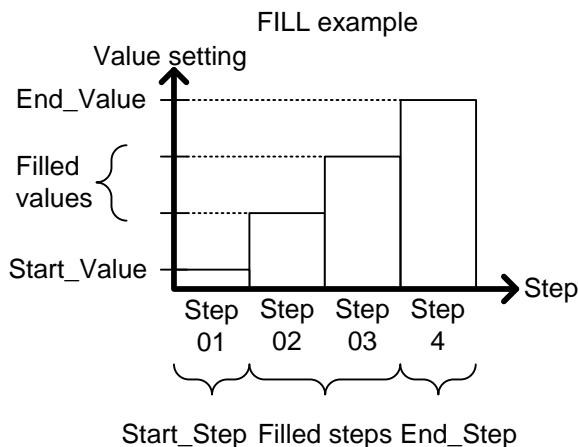 FILL example
Value setting
End_Value
Filled
values
Start_Value
Step
Step Step Step Step
01 02 03 4
Start_Step Filled steps End_Step